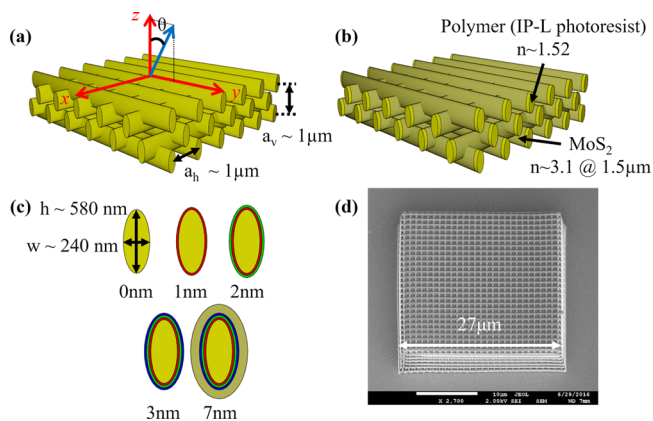 (a)
z
θ
x
y
a_v ~ 1μm
a_h ~ 1μm
(b)
Polymer (IP-L photoresist)
n~1.52
MoS₂
n~3.1 @ 1.5μm
(c)
h ~ 580 nm
w ~ 240 nm
0nm
1nm
2nm
3nm
7nm
(d)
27μm
10μm JEOL 6/29/2016
X 2,700 2.00kV SEI SEM WD 7mm